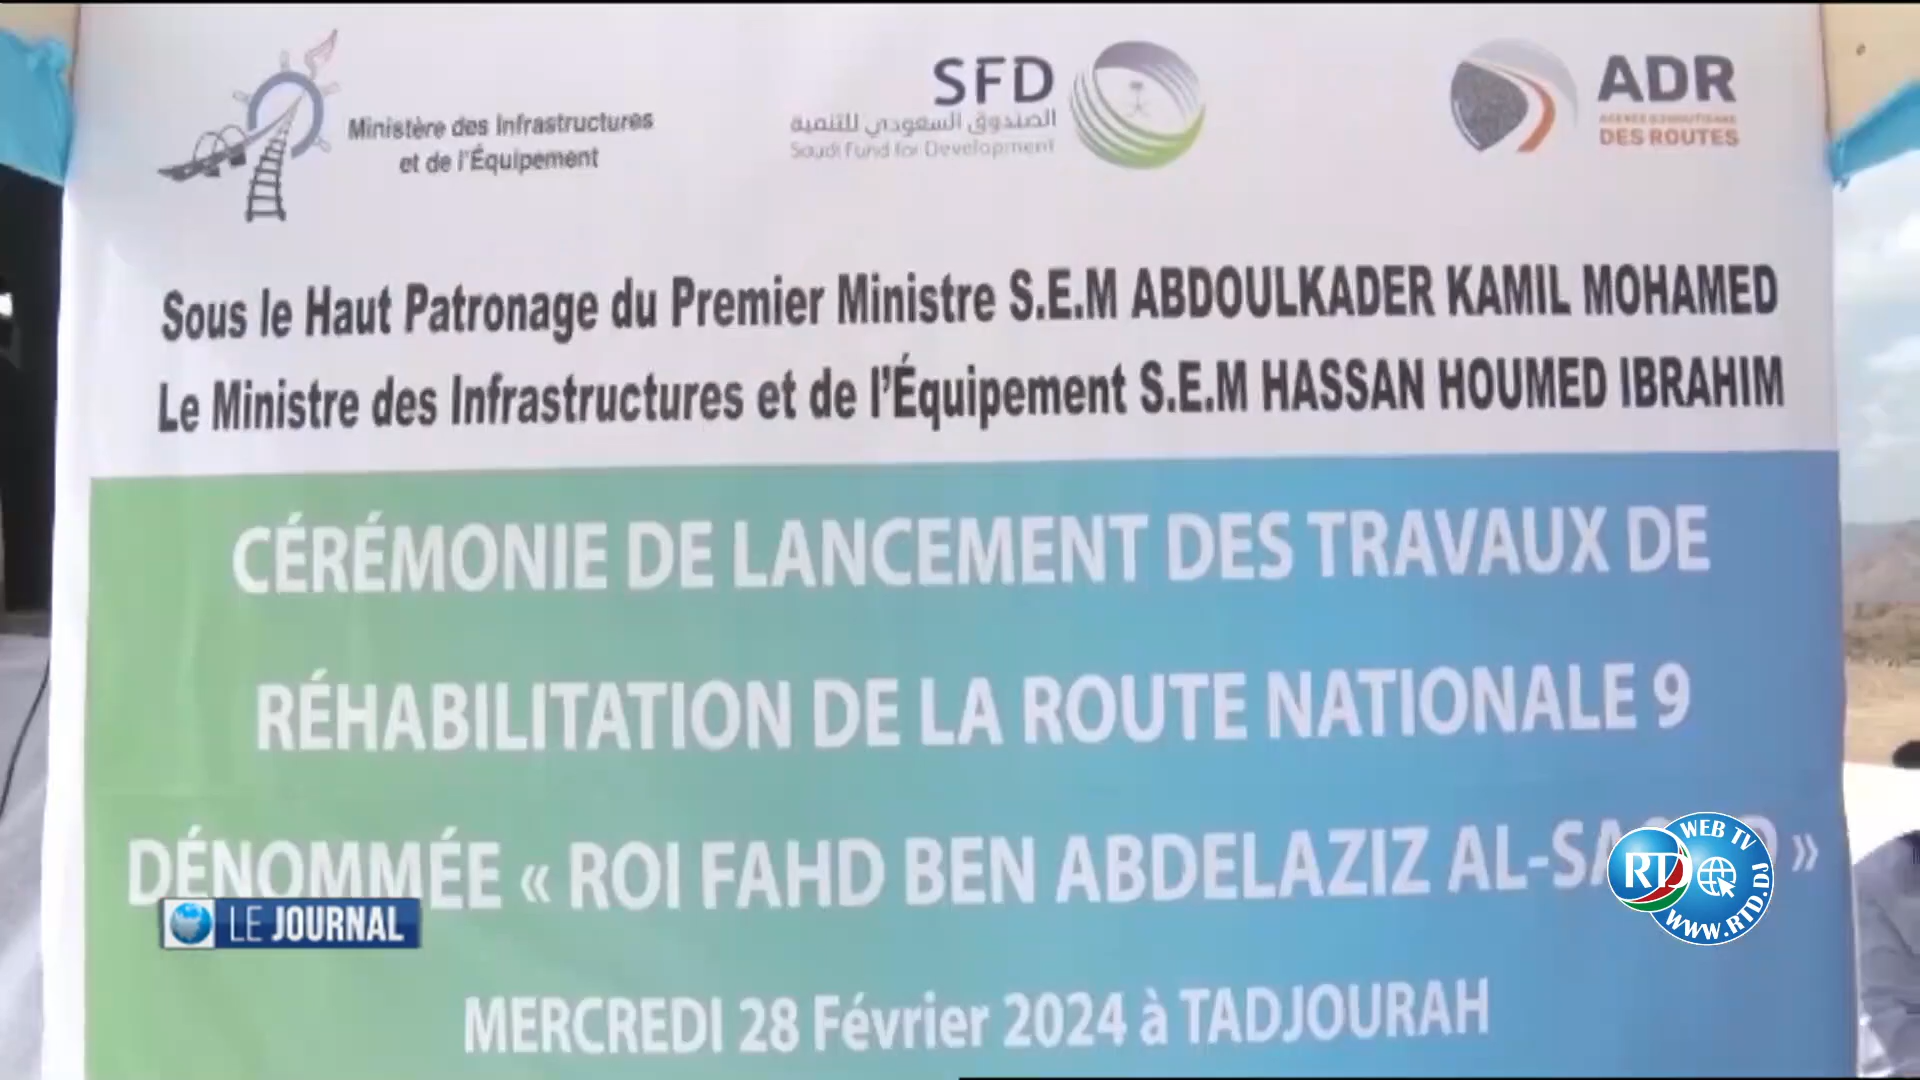 Ministère des Infrastructures
et de l'Équipement
SFD
الصندوق السعودي للتنمية
Saudi Fund for Development
ADR
DES ROUTES
Sous le Haut Patronage du Premier Ministre S.E.M ABDOULKADER KAMIL MOHAMED
Le Ministre des Infrastructures et de l'Équipement S.E.M HASSAN HOUMED IBRAHIM
CÉRÉMONIE DE LANCEMENT DES TRAVAUX DE
RÉHABILITATION DE LA ROUTE NATIONALE 9
DÉNOMMÉE « ROI FAHD BEN ABDELAZIZ »
MERCREDI 28 Février 2024 à TADJOURAH
LE JOURNAL
WEB TV
RTD
WWW.RTD.DJ